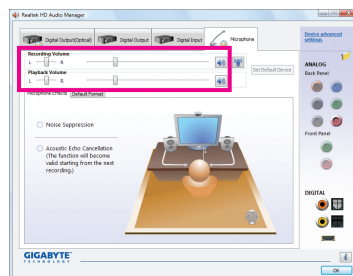 Realtek HD Audio Manager
Digital Output(Optical)
Digital Output
Digital Input
Microphone
Device advanced
settings
Recording Volume
L
R
Set Default Device
Playback Volume
L
R
Microphone Effects
Default Format
ANALOG
Back Panel
Noise Suppression
Acoustic Echo Cancellation
(The function will become
valid starting from the next
recording.)
Front Panel
DIGITAL
GIGABYTE
TECHNOLOGY
i
OK